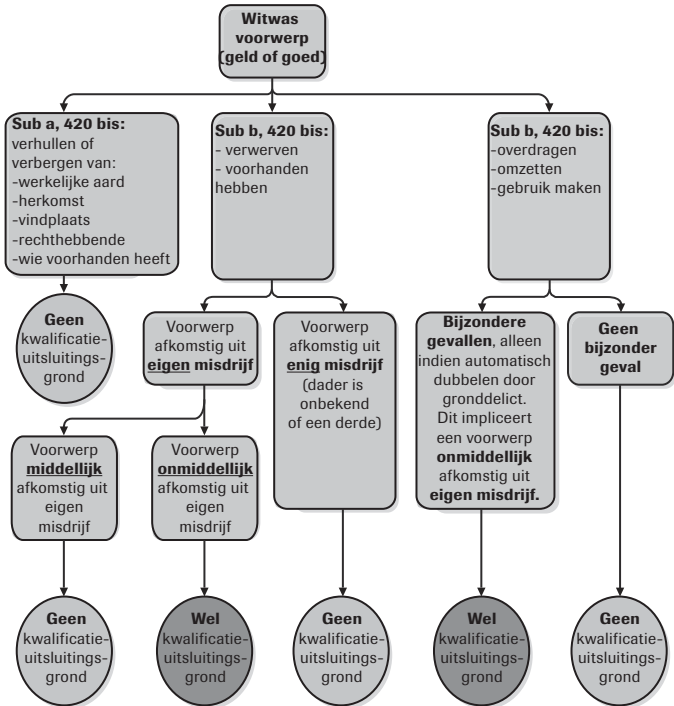 Witwas
voorwerp
(geld of goed)
Sub a, 420 bis:
verhullen of
verbergen van:
-werkelijke aard
-herkomst
-vindplaats
-rechthebbende
-wie voorhanden heeft
Sub b, 420 bis:
- verwerven
- voorhanden
hebben
Sub b, 420 bis:
-overdragen
-omzetten
-gebruik maken
Geen
kwalificatie-
uitsluitings-
grond
Voorwerp
afkomstig uit
eigen misdrijf
Voorwerp
afkomstig uit
enig misdrijf
(dader is
onbekend
of een derde)
Bijzondere
gevallen, alleen
indien automatisch
dubbelen door
gronddelict.
Dit impliceert
een voorwerp
onmiddellijk
afkomstig uit
eigen misdrijf.
Geen
bijzonder
geval
Voorwerp
middellijk
afkomstig uit
eigen
misdrijf
Voorwerp
onmiddellijk
afkomstig uit
eigen
misdrijf
Geen
kwalificatie-
uitsluitings-
grond
Wel
kwalificatie-
uitsluitings-
grond
Geen
kwalificatie-
uitsluitings-
grond
Wel
kwalificatie-
uitsluitings-
grond
Geen
kwalificatie-
uitsluitings-
grond